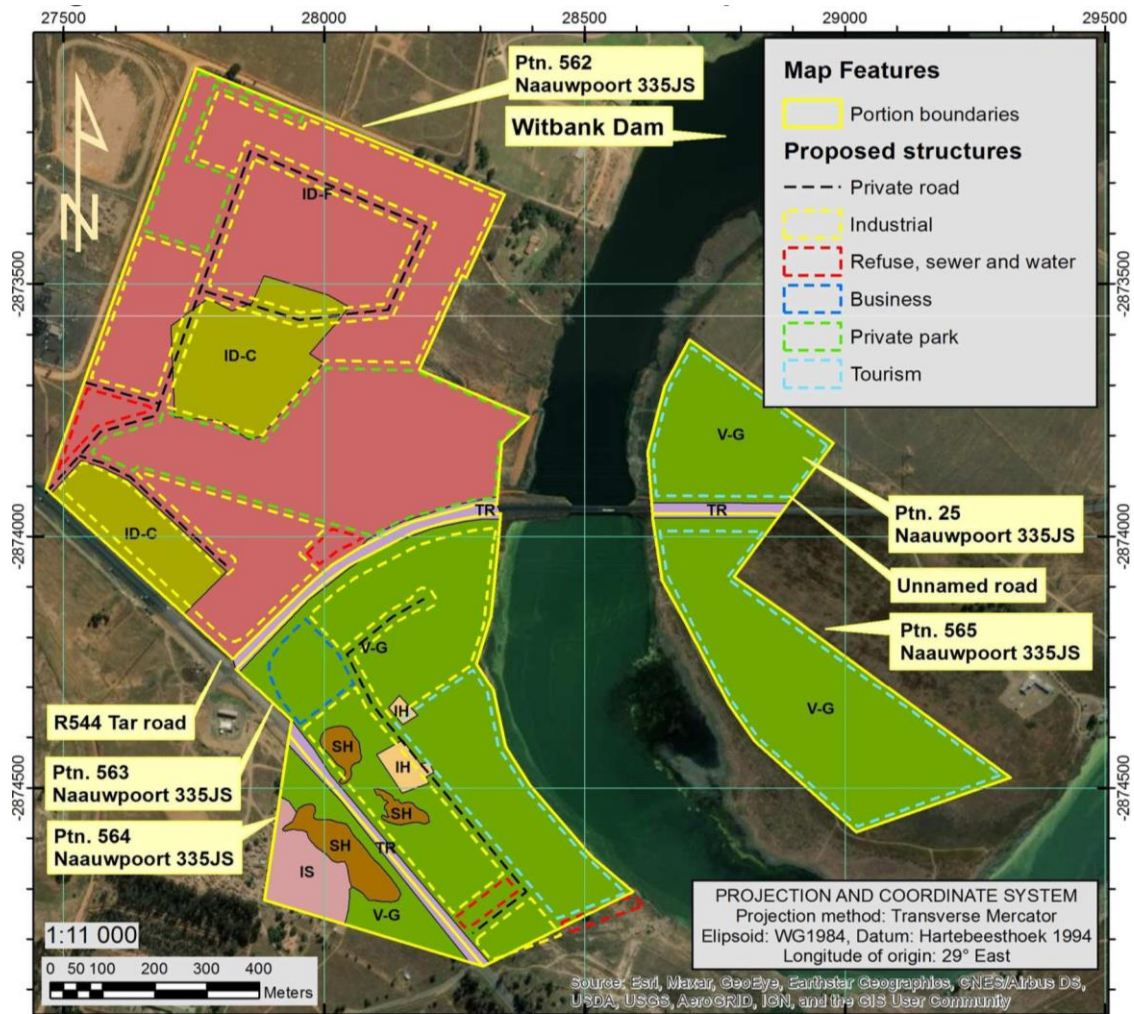 27500
28000
28500
29000
29500
Ptn. 562
Naauwpoort 335JS
Witbank Dam
Map Features
Portion boundaries
Proposed structures
Private road
Industrial
Refuse, sewer and water
Business
Private park
Tourism
N
ID-F
-2873500
-2873500
ID-C
V-G
TR
TR
Ptn. 25
Naauwpoort 335JS
-2874000
-2874000
ID-C
Unnamed road
Ptn. 565
Naauwpoort 335JS
V-G
V-G
R544 Tar road
IH
SH
IH
Ptn. 563
Naauwpoort 335JS
-2874500
-2874500
SH
Ptn. 564
Naauwpoort 335JS
SH
TR
IS
V-G
PROJECTION AND COORDINATE SYSTEM
Projection method: Transverse Mercator
Elipsoid: WG1984, Datum: Hartebeesthoek 1994
Longitude of origin: 29° East
1:11 000
0 50 100 200 300 400
Meters
Source: Esri, Maxar, GeoEye, Earthstar Geographics, CNES/Airbus DS,
USDA, USGS, AeroGRID, IGN, and the GIS User Community